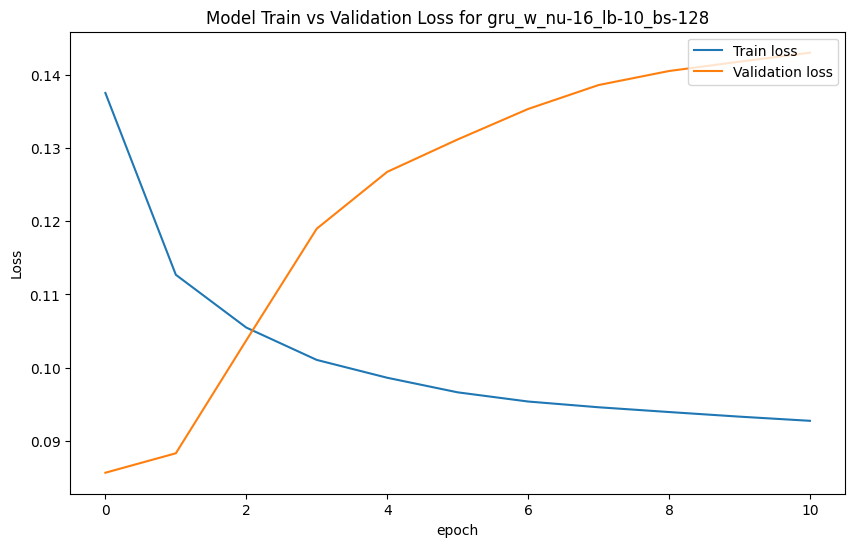 Model Train vs Validation Loss for gru_w_nu-16_lb-10_bs-128
Train loss
Validation loss
0.14
0.13
0.12
0.11
0.10
0.09
Loss
0 2 4 6 8 10
epoch